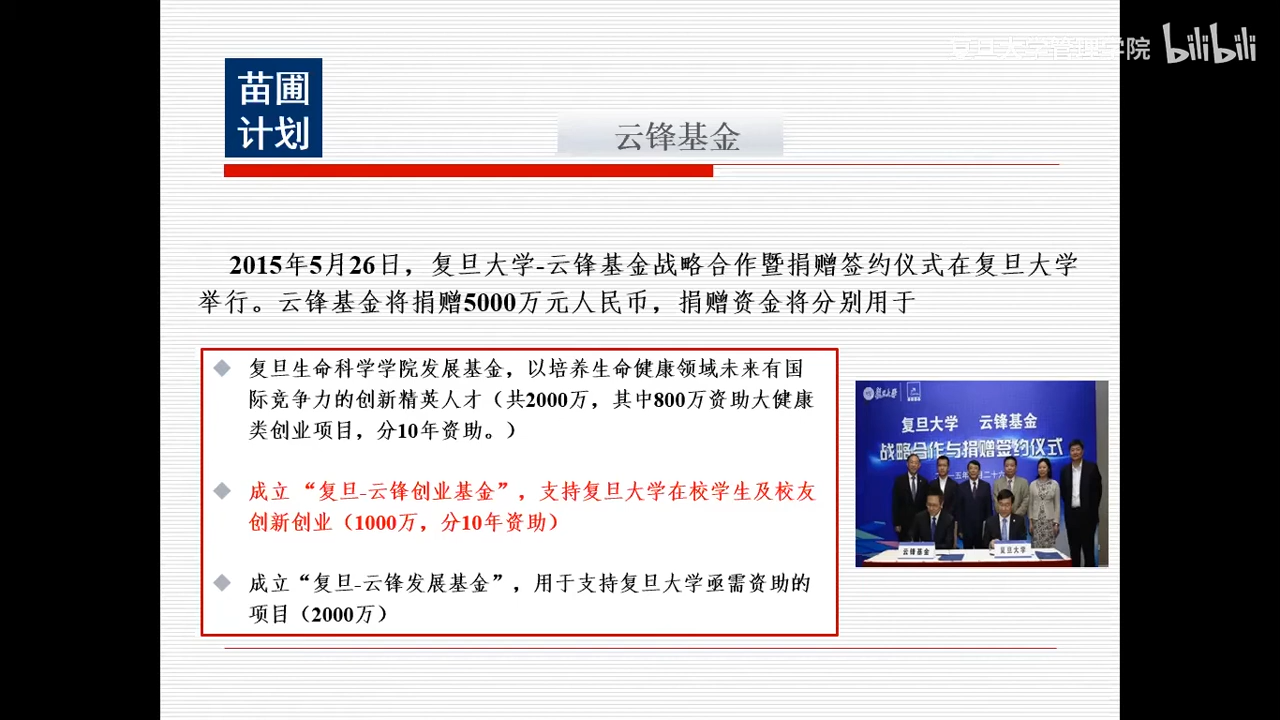 复旦大学管理学院 bilibili
苗圃
计划
云锋基金
2015年5月26日，复旦大学-云锋基金战略合作暨捐赠签约仪式在复旦大学
举行。云锋基金将捐赠5000万元人民币，捐赠资金将分别用于
复旦生命科学学院发展基金，以培养生命健康领域未来有国
际竞争力的创新精英人才（共2000万，其中800万资助大健康
类创业项目，分10年资助。）
成立 “复旦-云锋创业基金”，支持复旦大学在校学生及校友
创新创业（1000万，分10年资助）
成立“复旦-云锋发展基金”，用于支持复旦大学亟需资助的
项目（2000万）
复旦大学
复旦大学 云锋基金
战略合作与捐赠签约仪式
云锋基金
复旦大学